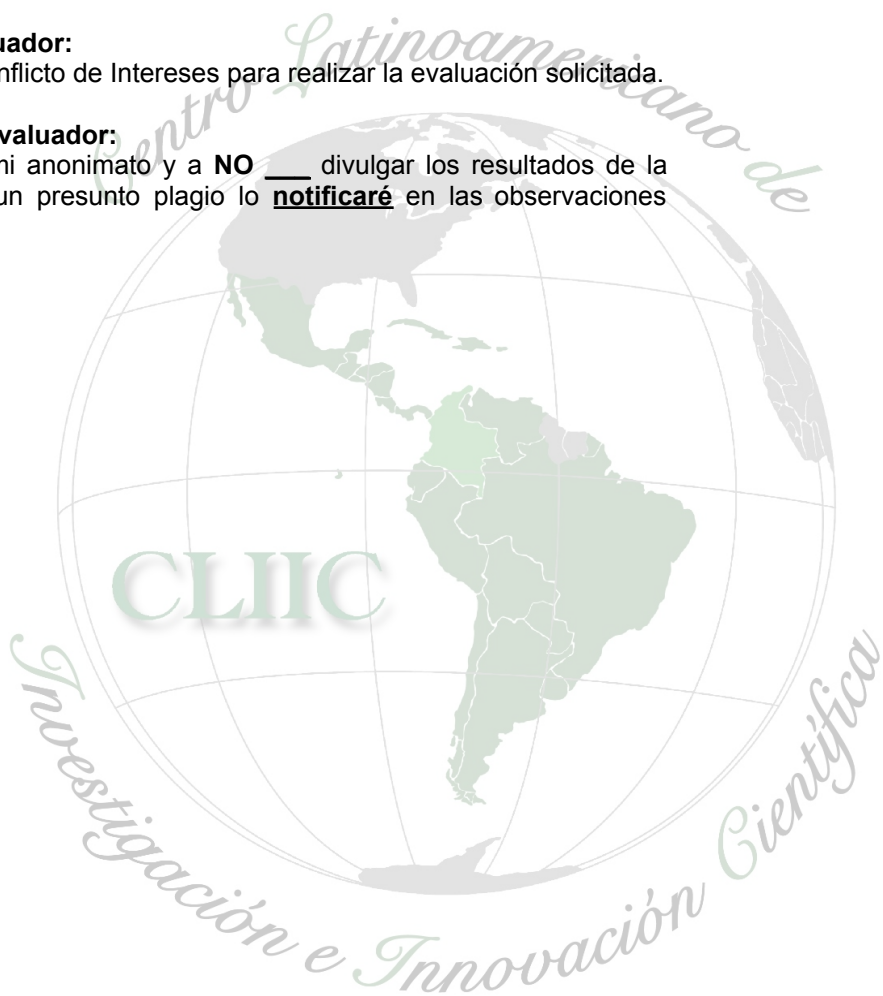 uador:
nflicto de Intereses para realizar la evaluación solicitada.
valuador:
mi anonimato y a NO ___ divulgar los resultados de la
un presunto plagio lo notificaré en las observaciones
Centro Latinoamericano de
CLIIC
Investigación e Innovación Científica